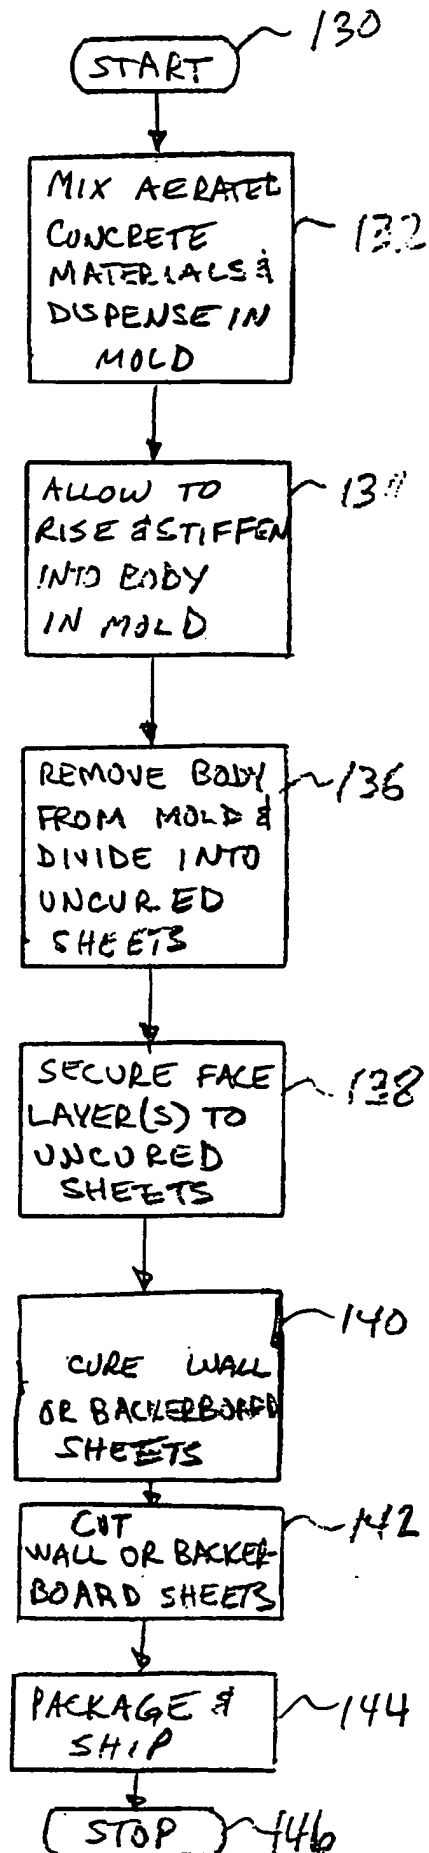 130
START
MIX AERATED
CONCRETE
MATERIALS &
DISPENSE IN
MOLD
132
ALLOW TO
RISE & STIFFEN
INTO BODY
IN MOLD
REMOVE BODY
FROM MOLD &
DIVIDE INTO
UNCURED
SHEETS
136
SECURE FACE
LAYER(S) TO
UNCURED
SHEETS
138
140
CURE WALL
OR BACKERBOARD
SHEETS
CUT
WALL OR BACKER-
BOARD SHEETS
142
PACKAGE &
SHIP
144
STOP
146